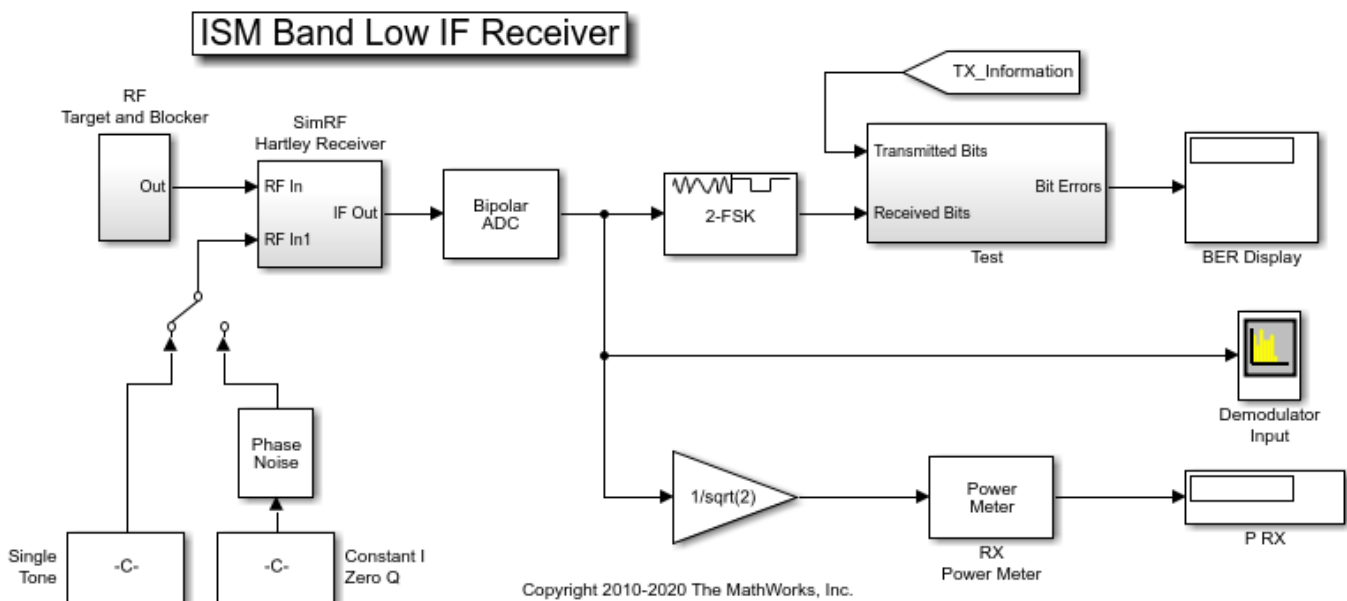 ISM Band Low IF Receiver
TX_Information
RF
Target and Blocker
Out
SimRF
Hartley Receiver
RF In
IF Out
RF In1
Bipolar
ADC
2-FSK
Transmitted Bits
Bit Errors
Received Bits
Test
BER Display
Demodulator
Input
Phase
Noise
1/sqrt(2)
Power
Meter
RX
Power Meter
P RX
Single
Tone
-C-
-C-
Constant I
Zero Q
Copyright 2010-2020 The MathWorks, Inc.